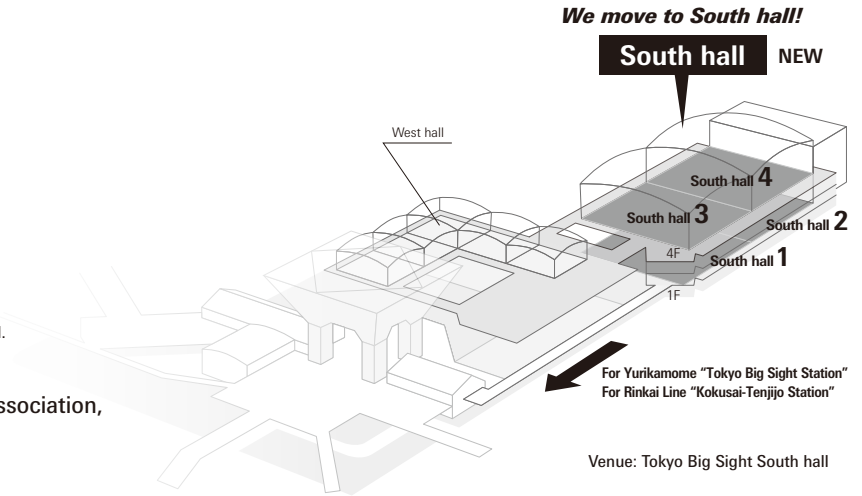 We move to South hall!
South hall NEW
West hall
South hall 4
South hall 3
South hall 2
4F
South hall 1
1F
For Yurikamome “Tokyo Big Sight Station”
For Rinkai Line “Kokusai-Tenjijo Station”
ssociation,
Venue: Tokyo Big Sight South hall